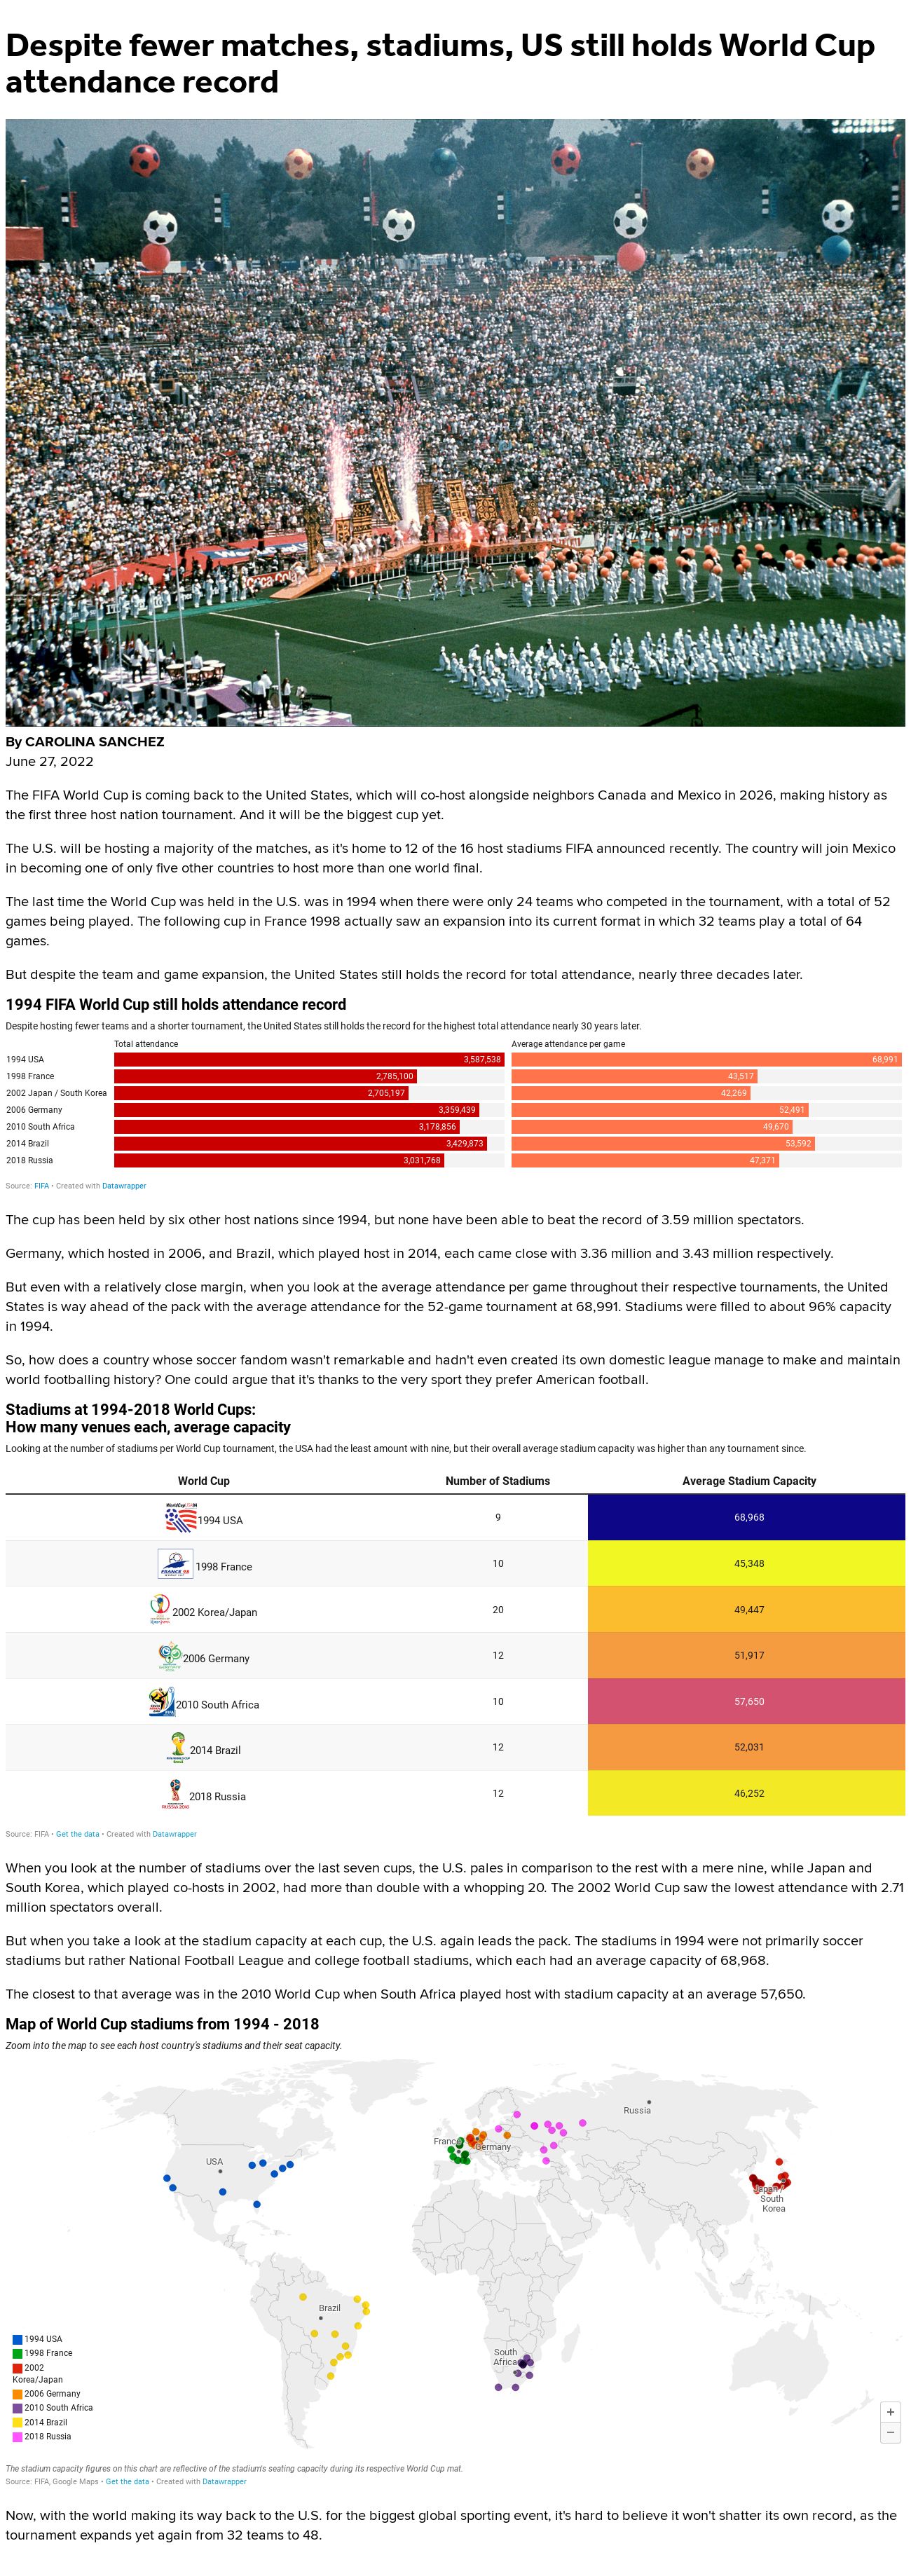 Despite fewer matches, stadiums, US still holds World Cup
attendance record
Coca-Cola
By CAROLINA SANCHEZ
June 27, 2022
The FIFA World Cup is coming back to the United States, which will co-host alongside neighbors Canada and Mexico in 2026, making history as
the first three host nation tournament. And it will be the biggest cup yet.
The U.S. will be hosting a majority of the matches, as it's home to 12 of the 16 host stadiums FIFA announced recently. The country will join Mexico
in becoming one of only five other countries to host more than one world final.
The last time the World Cup was held in the U.S. was in 1994 when there were only 24 teams who competed in the tournament, with a total of 52
games being played. The following cup in France 1998 actually saw an expansion into its current format in which 32 teams play a total of 64
games.
But despite the team and game expansion, the United States still holds the record for total attendance, nearly three decades later.
1994 FIFA World Cup still holds attendance record
Despite hosting fewer teams and a shorter tournament, the United States still holds the record for the highest total attendance nearly 30 years later.
Total attendance Average attendance per game
1994 USA 3,587,538 68,991
1998 France 2,785,100 43,517
2002 Japan / South Korea 2,705,197 42,269
2006 Germany 3,359,439 52,491
2010 South Africa 3,178,856 49,670
2014 Brazil 3,429,873 53,592
2018 Russia 3,031,768 47,371
Source: FIFA • Created with Datawrapper
The cup has been held by six other host nations since 1994, but none have been able to beat the record of 3.59 million spectators.
Germany, which hosted in 2006, and Brazil, which played host in 2014, each came close with 3.36 million and 3.43 million respectively.
But even with a relatively close margin, when you look at the average attendance per game throughout their respective tournaments, the United
States is way ahead of the pack with the average attendance for the 52-game tournament at 68,991. Stadiums were filled to about 96% capacity
in 1994.
So, how does a country whose soccer fandom wasn't remarkable and hadn't even created its own domestic league manage to make and maintain
world footballing history? One could argue that it's thanks to the very sport they prefer American football.
Stadiums at 1994-2018 World Cups:
How many venues each, average capacity
Looking at the number of stadiums per World Cup tournament, the USA had the least amount with nine, but their overall average stadium capacity was higher than any tournament since.
World Cup Number of Stadiums Average Stadium Capacity
1994 USA 9 68,968
FRANCE 98 1998 France 10 45,348
2002 Korea/Japan 20 49,447
2006 Germany 12 51,917
2010 South Africa 10 57,650
2014 Brazil 12 52,031
2018 Russia 12 46,252
Source: FIFA • Get the data • Created with Datawrapper
When you look at the number of stadiums over the last seven cups, the U.S. pales in comparison to the rest with a mere nine, while Japan and
South Korea, which played co-hosts in 2002, had more than double with a whopping 20. The 2002 World Cup saw the lowest attendance with 2.71
million spectators overall.
But when you take a look at the stadium capacity at each cup, the U.S. again leads the pack. The stadiums in 1994 were not primarily soccer
stadiums but rather National Football League and college football stadiums, which each had an average capacity of 68,968.
The closest to that average was in the 2010 World Cup when South Africa played host with stadium capacity at an average 57,650.
Map of World Cup stadiums from 1994 - 2018
Zoom into the map to see each host country's stadiums and their seat capacity.
Russia
France
Germany
USA
Japan /
South
Korea
Brazil
South
Africa
1994 USA
1998 France
2002
Korea/Japan
2006 Germany
2010 South Africa
2014 Brazil
2018 Russia
+
−
The stadium capacity figures on this chart are reflective of the stadium's seating capacity during its respective World Cup mat.
Source: FIFA, Google Maps • Get the data • Created with Datawrapper
Now, with the world making its way back to the U.S. for the biggest global sporting event, it's hard to believe it won't shatter its own record, as the
tournament expands yet again from 32 teams to 48.